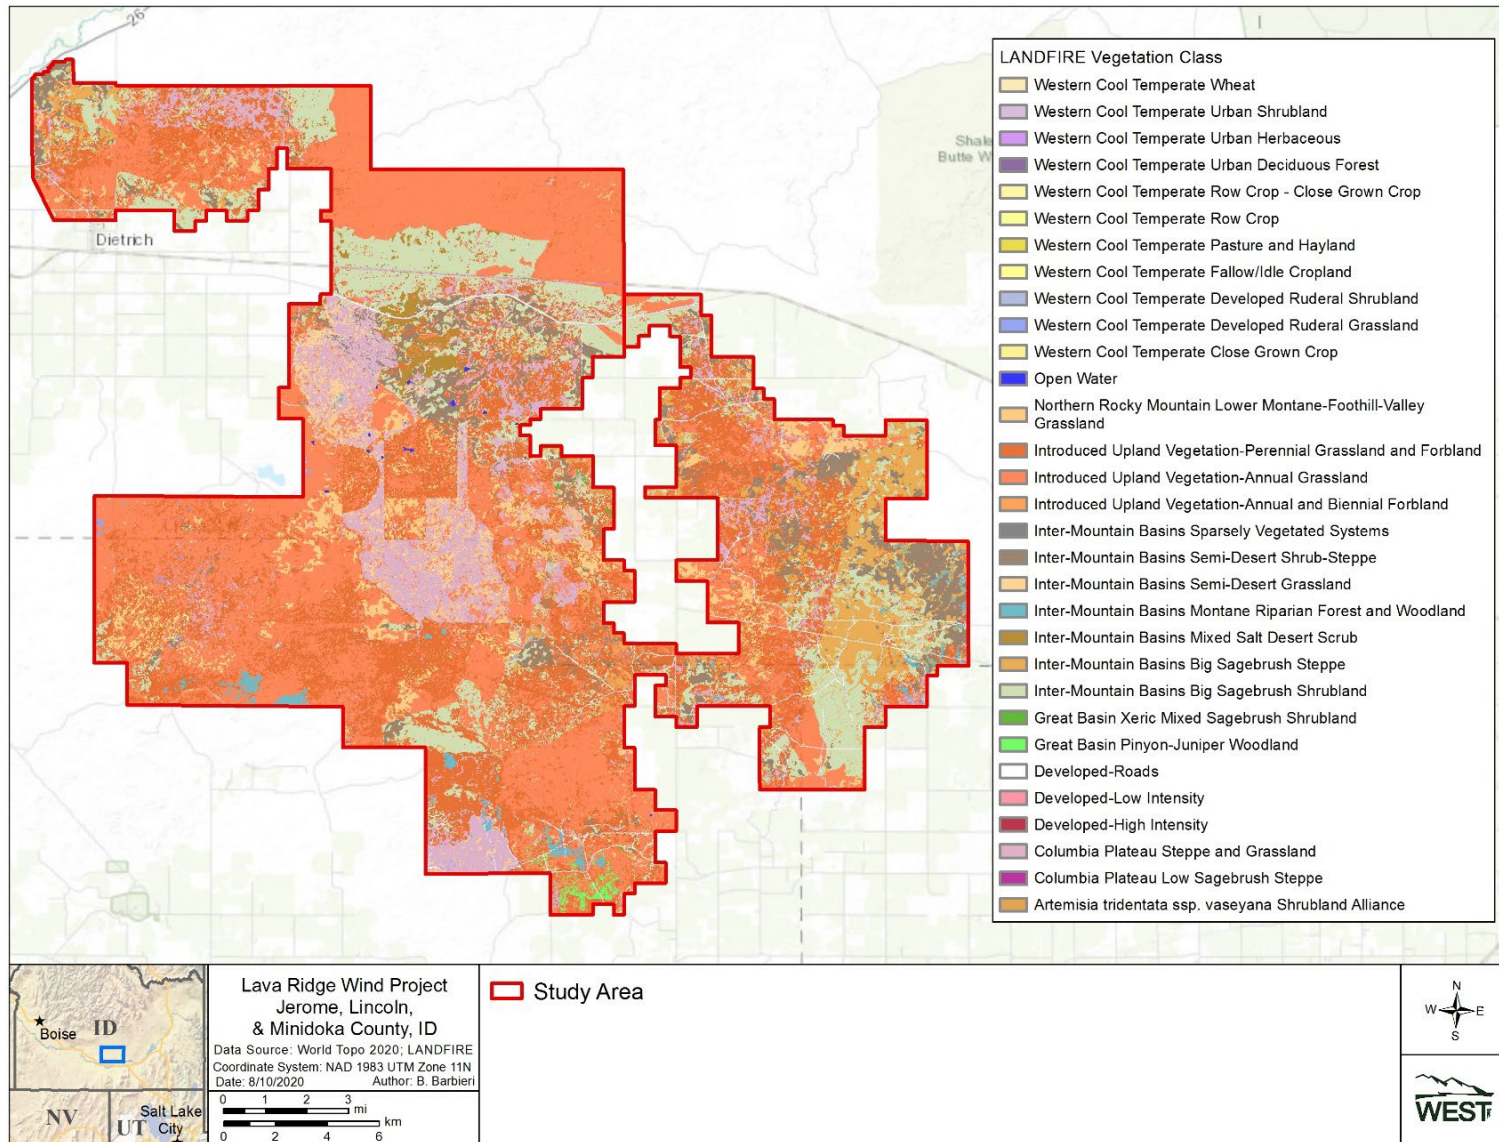 26
Dietrich
Shale
Butte W
LANDFIRE Vegetation Class
Western Cool Temperate Wheat
Western Cool Temperate Urban Shrubland
Western Cool Temperate Urban Herbaceous
Western Cool Temperate Urban Deciduous Forest
Western Cool Temperate Row Crop - Close Grown Crop
Western Cool Temperate Row Crop
Western Cool Temperate Pasture and Hayland
Western Cool Temperate Fallow/Idle Cropland
Western Cool Temperate Developed Ruderal Shrubland
Western Cool Temperate Developed Ruderal Grassland
Western Cool Temperate Close Grown Crop
Open Water
Northern Rocky Mountain Lower Montane-Foothill-Valley
Grassland
Introduced Upland Vegetation-Perennial Grassland and Forbland
Introduced Upland Vegetation-Annual Grassland
Introduced Upland Vegetation-Annual and Biennial Forbland
Inter-Mountain Basins Sparsely Vegetated Systems
Inter-Mountain Basins Semi-Desert Shrub-Steppe
Inter-Mountain Basins Semi-Desert Grassland
Inter-Mountain Basins Montane Riparian Forest and Woodland
Inter-Mountain Basins Mixed Salt Desert Scrub
Inter-Mountain Basins Big Sagebrush Steppe
Inter-Mountain Basins Big Sagebrush Shrubland
Great Basin Xeric Mixed Sagebrush Shrubland
Great Basin Pinyon-Juniper Woodland
Developed-Roads
Developed-Low Intensity
Developed-High Intensity
Columbia Plateau Steppe and Grassland
Columbia Plateau Low Sagebrush Steppe
Artemisia tridentata ssp. vaseyana Shrubland Alliance
Boise
ID
NV
UT
Salt Lake
City
Lava Ridge Wind Project
Jerome, Lincoln,
& Minidoka County, ID
Data Source: World Topo 2020; LANDFIRE
Coordinate System: NAD 1983 UTM Zone 11N
Date: 8/10/2020 Author: B. Barbieri
0 1 2 3
mi
km
0 2 4 6
Study Area
N
W E
S
WEST